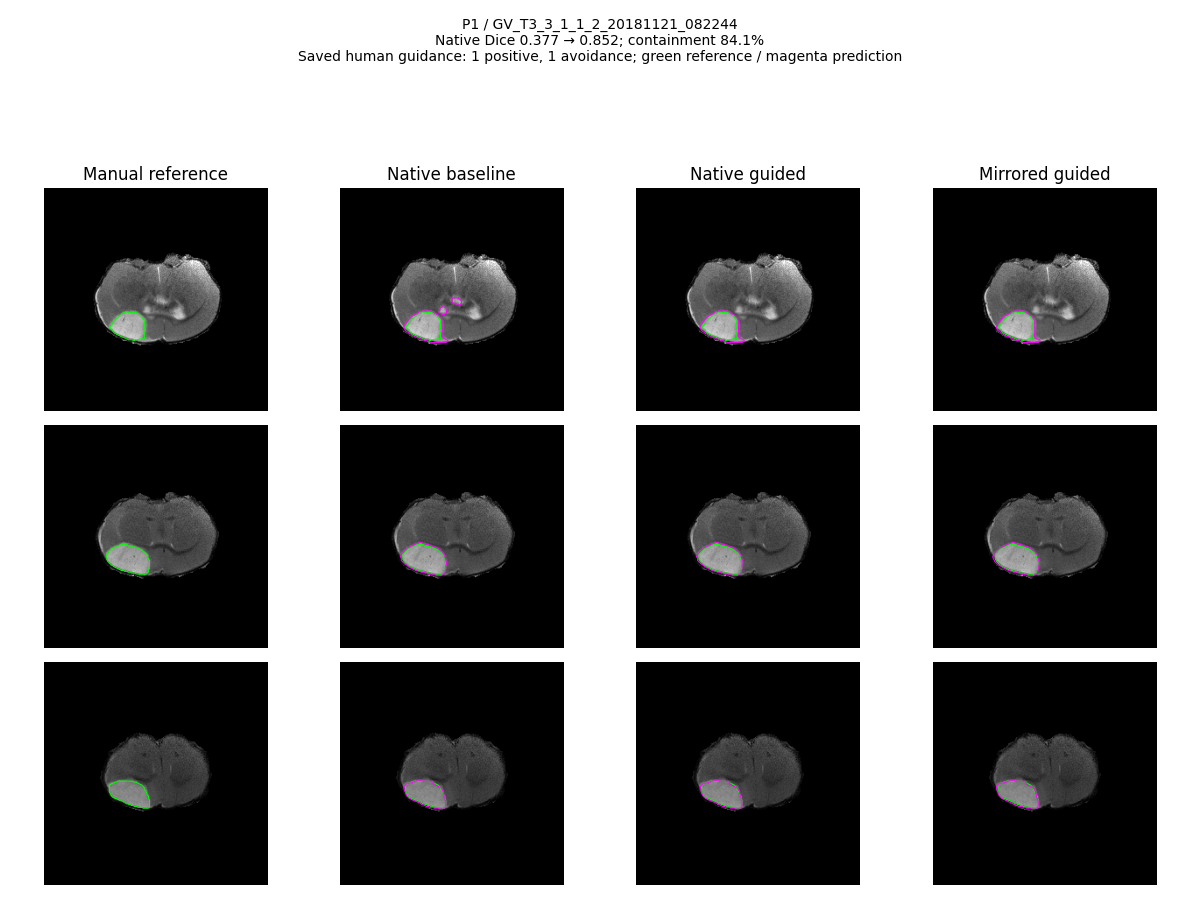 P1 / GV_T3_3_1_1_2_20181121_082244
Native Dice 0.377 → 0.852; containment 84.1%
Saved human guidance: 1 positive, 1 avoidance; green reference / magenta prediction
Manual reference
Native baseline
Native guided
Mirrored guided